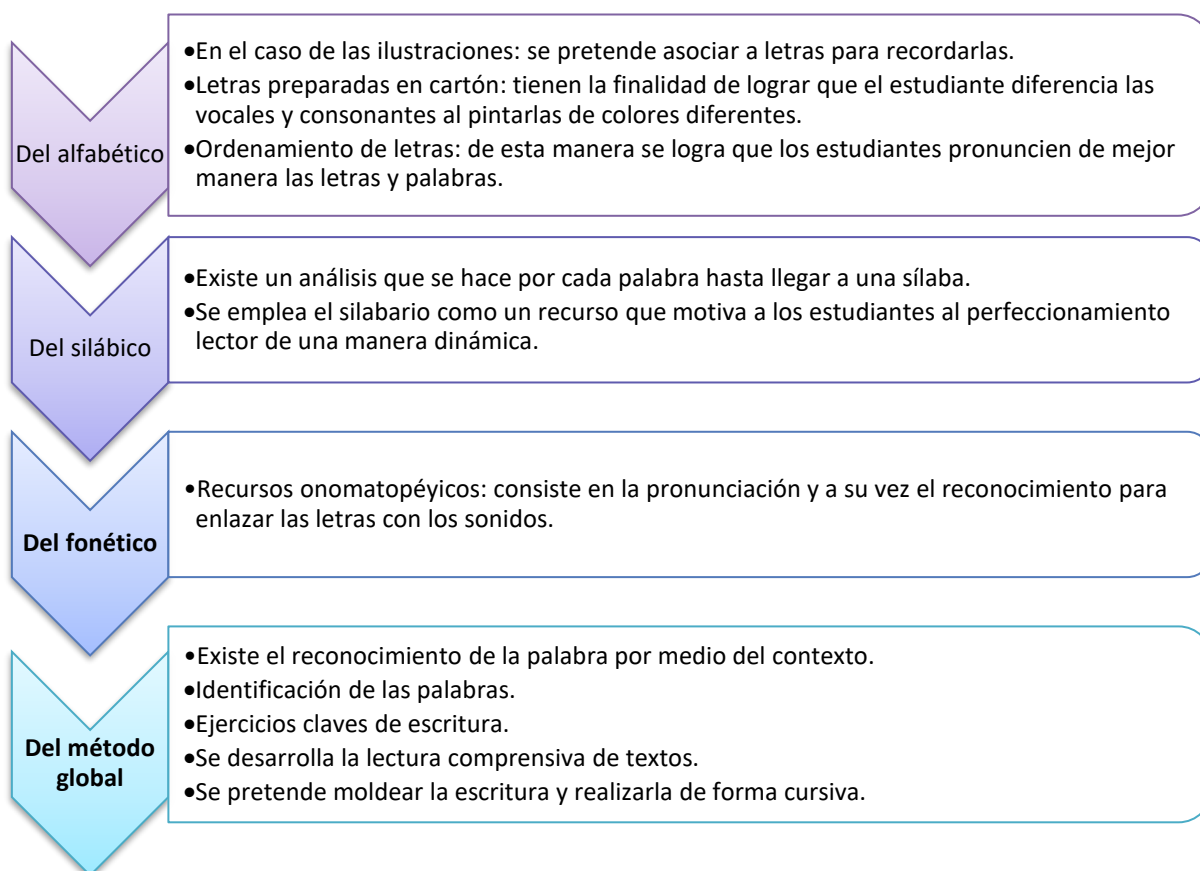 Del alfabético
•En el caso de las ilustraciones: se pretende asociar a letras para recordarlas.
•Letras preparadas en cartón: tienen la finalidad de lograr que el estudiante diferencia las
vocales y consonantes al pintarlas de colores diferentes.
•Ordenamiento de letras: de esta manera se logra que los estudiantes pronuncien de mejor
manera las letras y palabras.
Del silábico
•Existe un análisis que se hace por cada palabra hasta llegar a una sílaba.
•Se emplea el silabario como un recurso que motiva a los estudiantes al perfeccionamiento
lector de una manera dinámica.
Del fonético
•Recursos onomatopéyicos: consiste en la pronunciación y a su vez el reconocimiento para
enlazar las letras con los sonidos.
Del método
global
•Existe el reconocimiento de la palabra por medio del contexto.
•Identificación de las palabras.
•Ejercicios claves de escritura.
•Se desarrolla la lectura comprensiva de textos.
•Se pretende moldear la escritura y realizarla de forma cursiva.